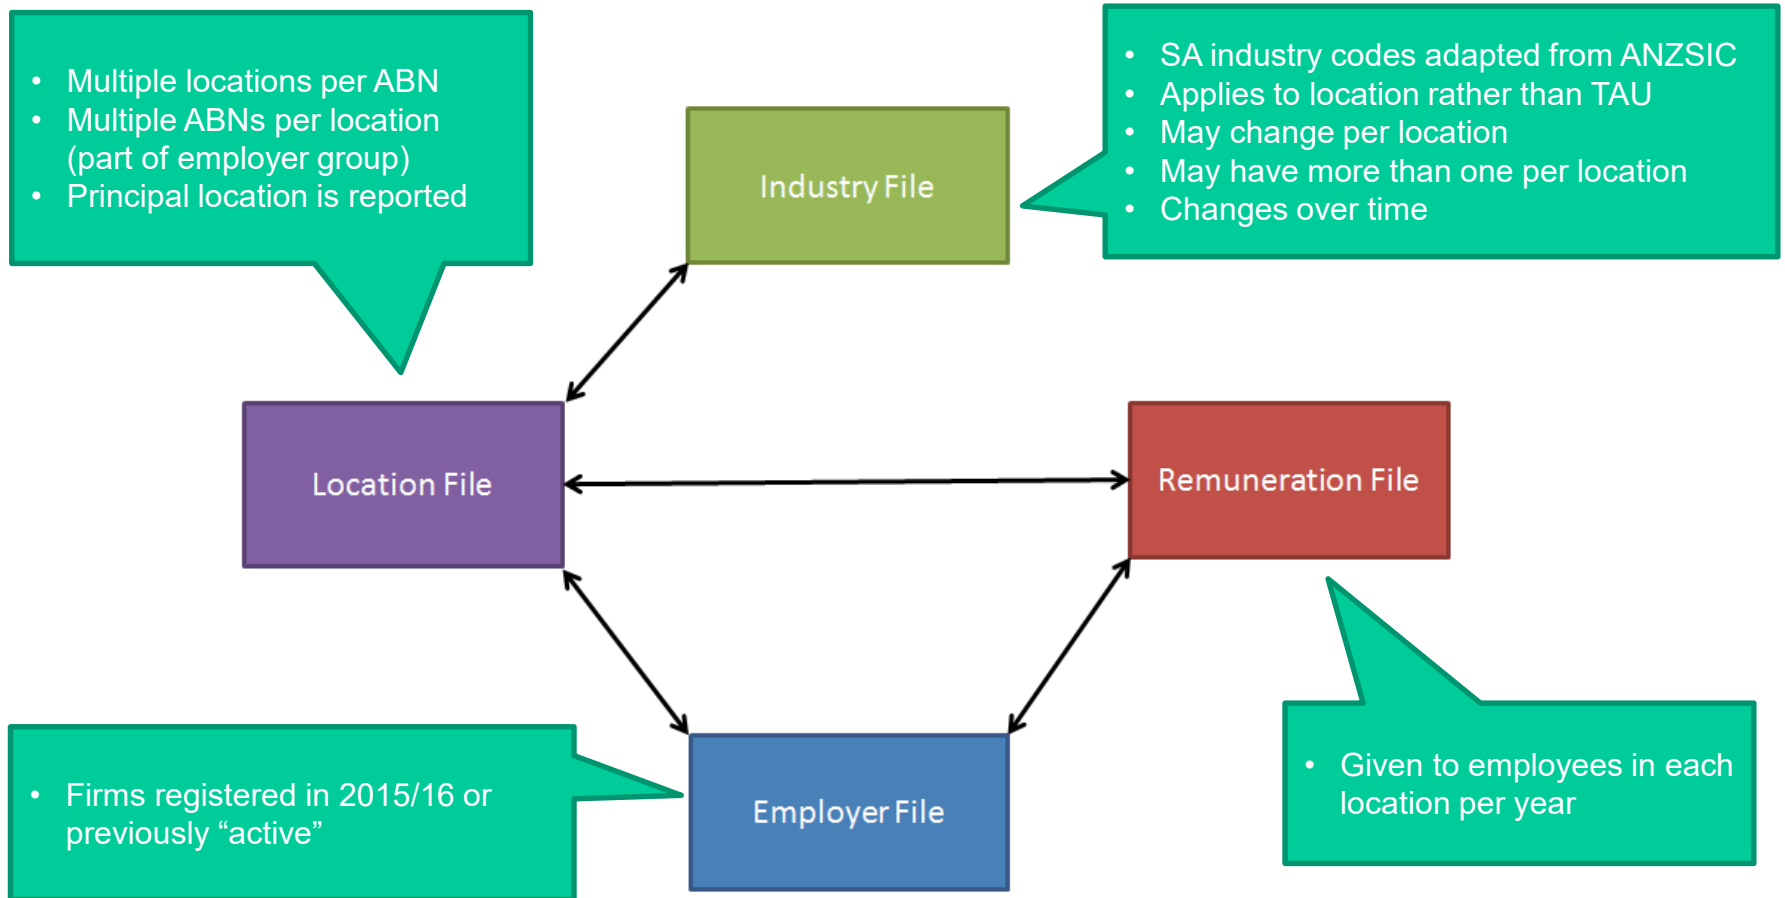 • Multiple locations per ABN
• Multiple ABNs per location
(part of employer group)
• Principal location is reported
• SA industry codes adapted from ANZSIC
• Applies to location rather than TAU
• May change per location
• May have more than one per location
• Changes over time
Industry File
Location File
Remuneration File
• Firms registered in 2015/16 or
previously “active”
Employer File
• Given to employees in each
location per year